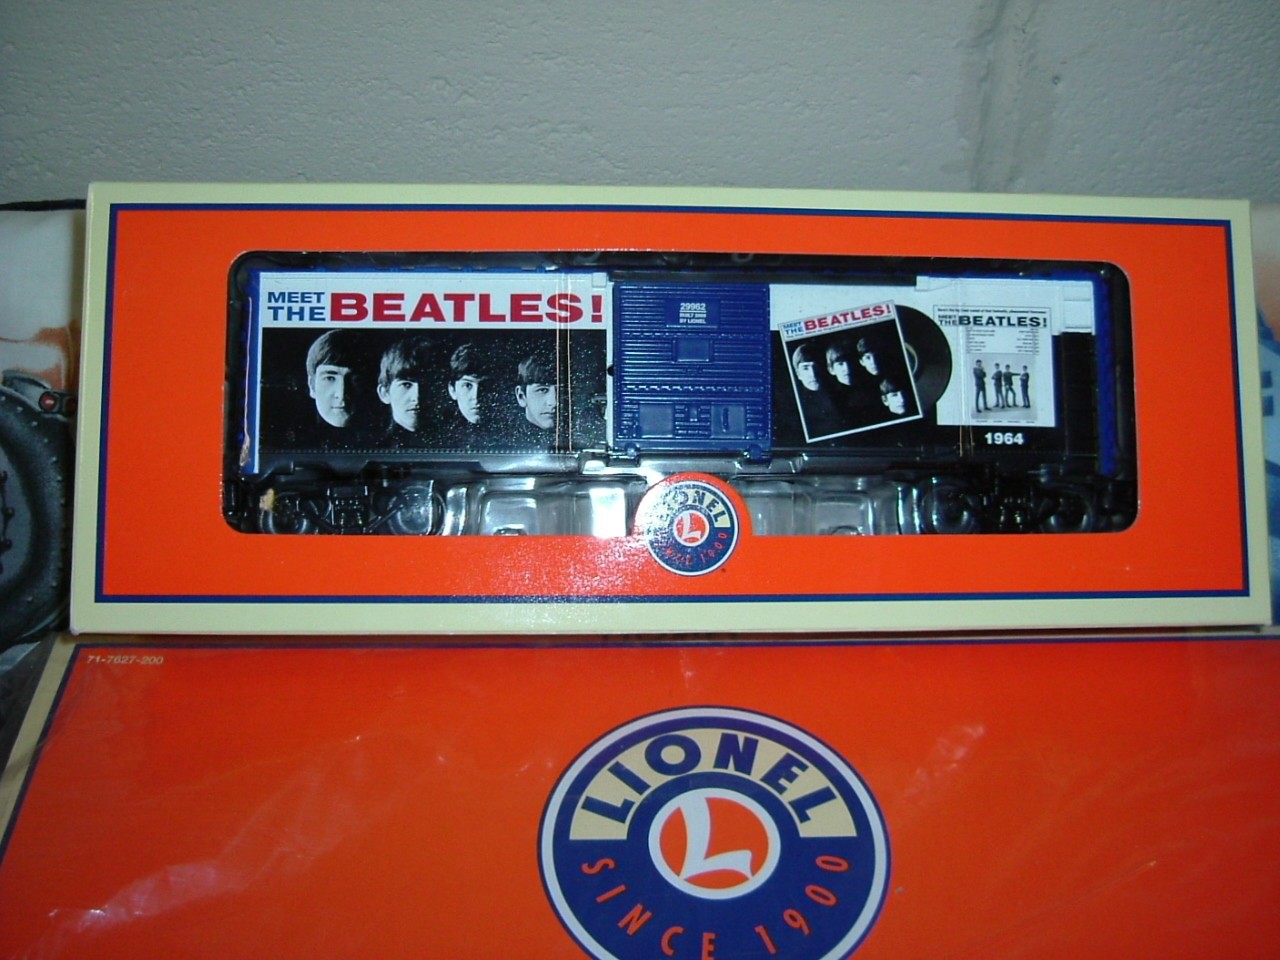 MEET
THE BEATLES!
29962
BUILT 2009
BY LIONEL
MEET
THE BEATLES!
MEET
THE BEATLES!
1964
LIONEL
L
SINCE 1900
71-7627-200
LIONEL
L
SINCE 1900